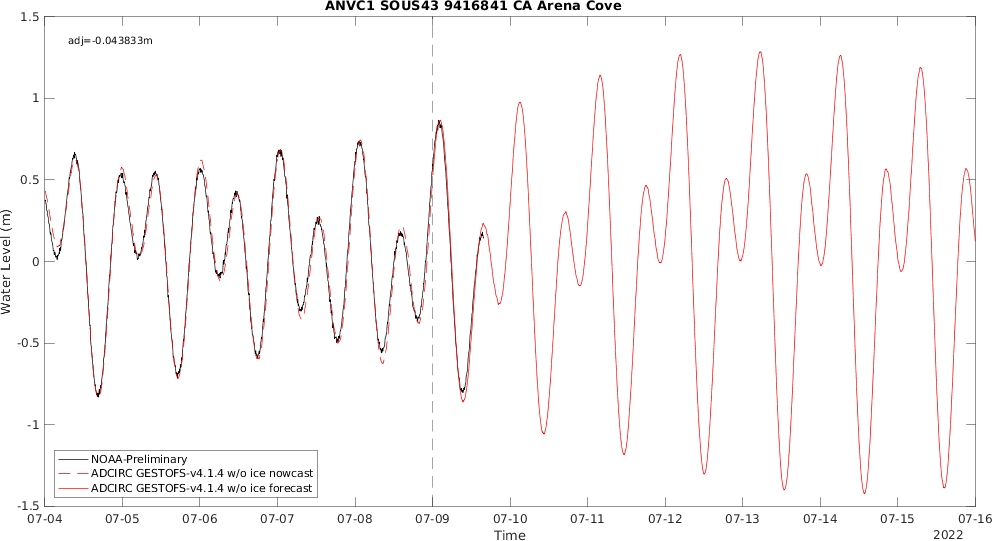 ANVC1 SOUS43 9416841 CA Arena Cove
adj=-0.043833m
1.5
1
0.5
0
-0.5
-1
-1.5
Water Level (m)
NOAA-Preliminary
ADCIRC GESTOFS-v4.1.4 w/o ice nowcast
ADCIRC GESTOFS-v4.1.4 w/o ice forecast
07-04 07-05 07-06 07-07 07-08 07-09 07-10 07-11 07-12 07-13 07-14 07-15 07-16
Time
2022